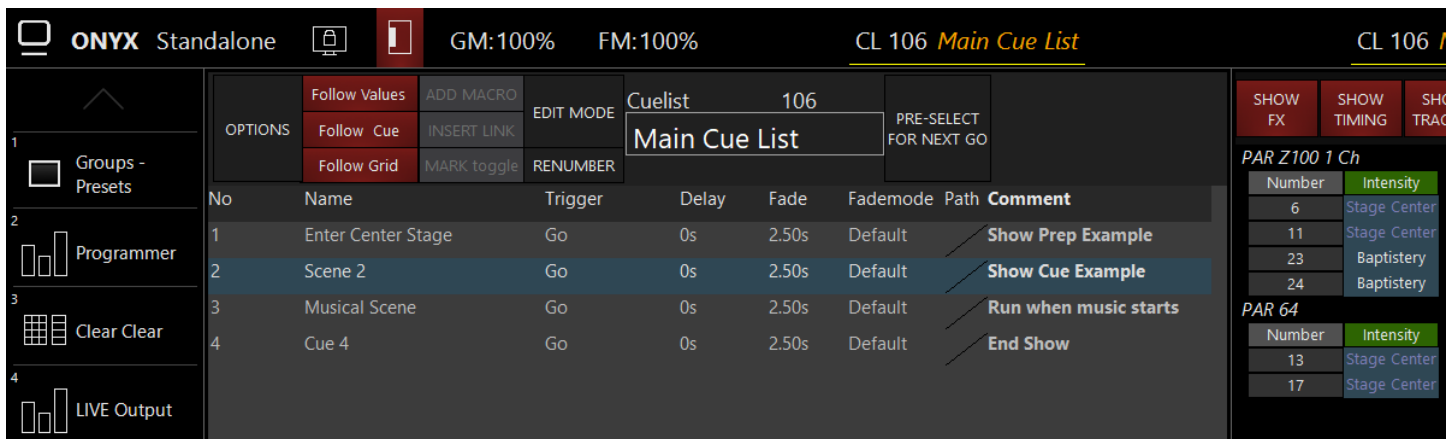 ONYX Standalone GM:100% FM:100% CL 106 Main Cue List CL 106
1
Groups -
Presets
2
Programmer
3
Clear Clear
4
LIVE Output
OPTIONS
Follow Values ADD MACRO
Follow Cue INSERT LINK
Follow Grid MARK toggle
EDIT MODE
RENUMBER
Cuelist 106
Main Cue List
PRE-SELECT
FOR NEXT GO
No Name Trigger Delay Fade Fademode Path Comment
1 Enter Center Stage Go 0s 2.50s Default Show Prep Example
2 Scene 2 Go 0s 2.50s Default Show Cue Example
3 Musical Scene Go 0s 2.50s Default Run when music starts
4 Cue 4 Go 0s 2.50s Default End Show
SHOW
FX
SHOW
TIMING
PAR Z100 1 Ch
Number Intensity
6 Stage Center
11 Stage Center
23 Baptistery
24 Baptistery
PAR 64
Number Intensity
13 Stage Center
17 Stage Center